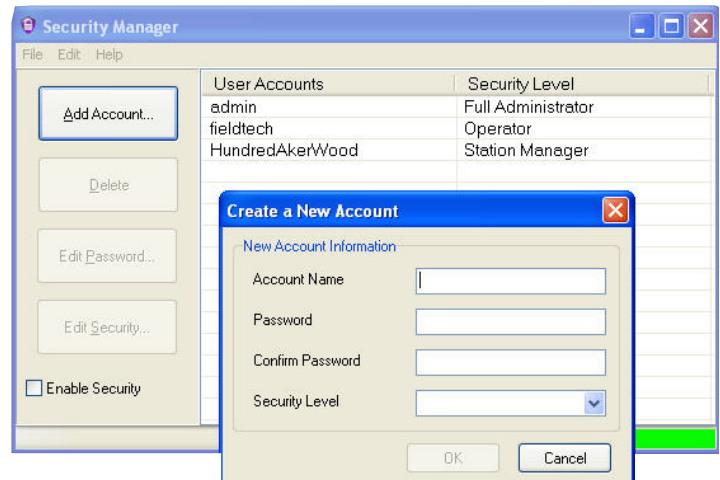 Security Manager
File Edit Help
Add Account...
Delete
Edit Password...
Edit Security...
Enable Security
User Accounts Security Level
admin Full Administrator
fieldtech Operator
HundredAkerWood Station Manager
Create a New Account
New Account Information
Account Name
Password
Confirm Password
Security Level
OK Cancel